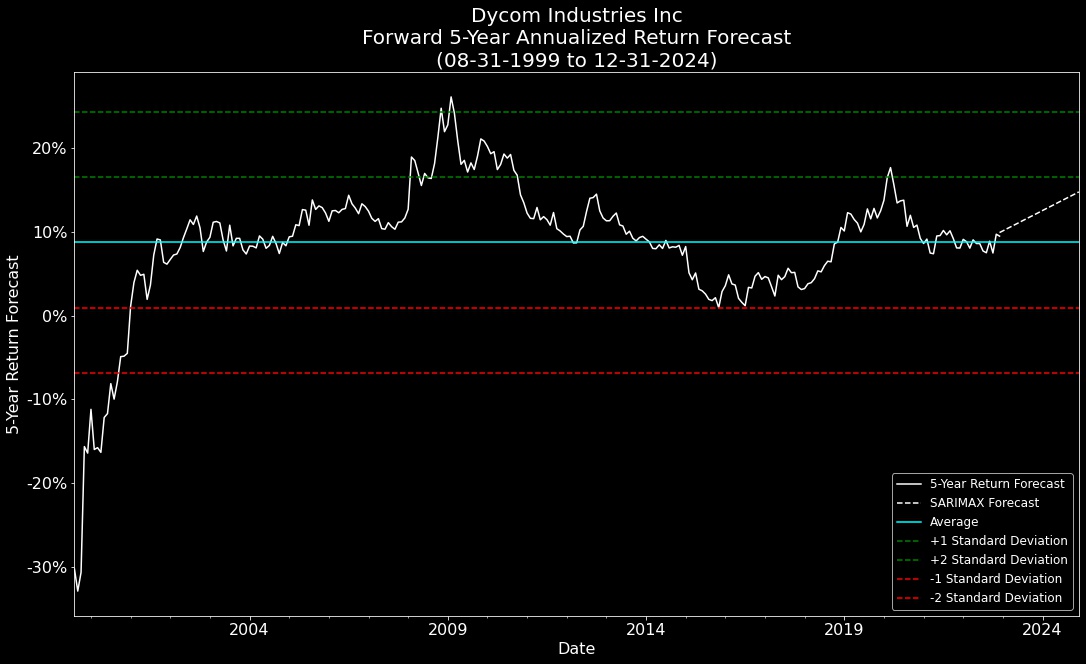 Dycom Industries Inc
Forward 5-Year Annualized Return Forecast
(08-31-1999 to 12-31-2024)
5-Year Return Forecast
20%
10%
0%
-10%
-20%
-30%
5-Year Return Forecast
SARIMAX Forecast
Average
+1 Standard Deviation
+2 Standard Deviation
-1 Standard Deviation
-2 Standard Deviation
2004
2009
2014
2019
2024
Date